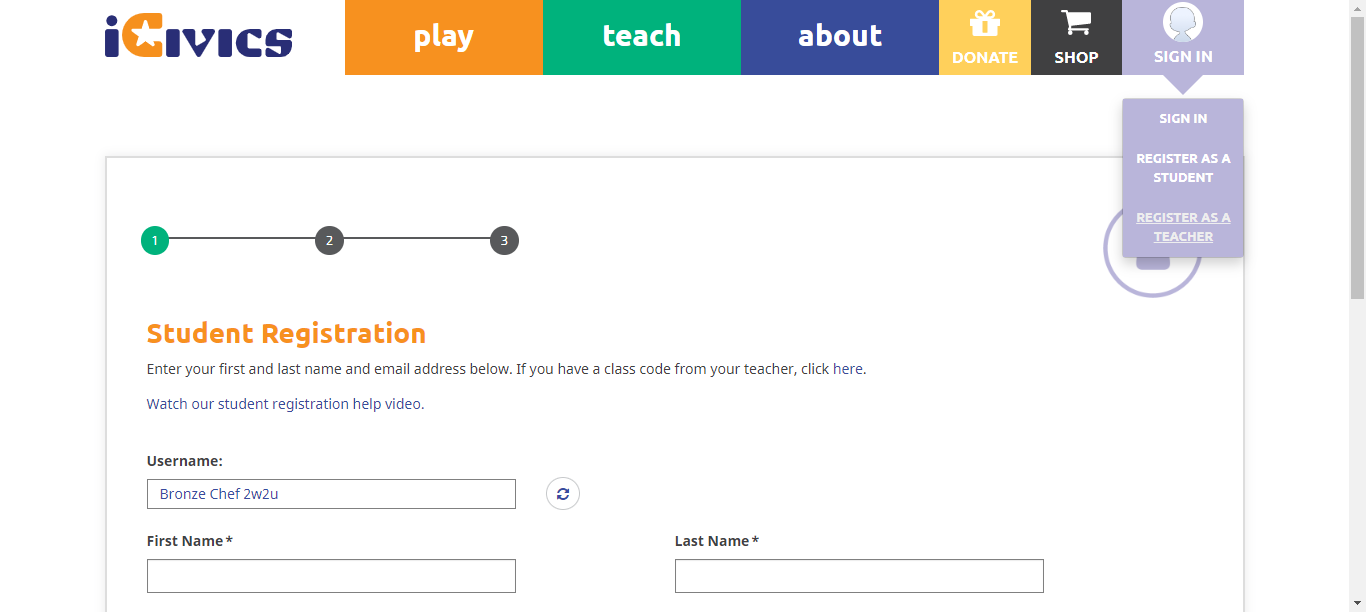 iCivics
play
teach
about
DONATE
SHOP
SIGN IN
SIGN IN
REGISTER AS A
STUDENT
REGISTER AS A
TEACHER
1
2
3
Student Registration
Enter your first and last name and email address below. If you have a class code from your teacher, click here.
Watch our student registration help video.
Username:
Bronze Chef 2w2u
First Name*
Last Name*